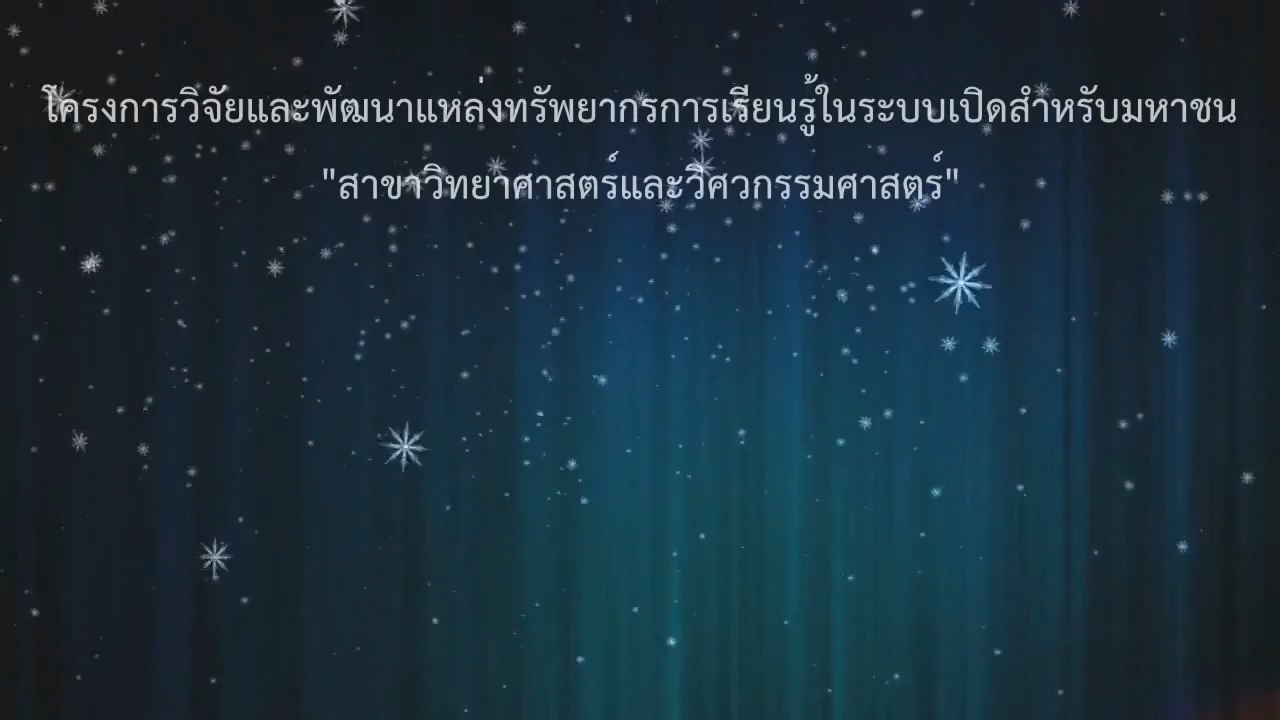 โครงการวิจัยและพัฒนาแหล่งทรัพยากรการเรียนรู้ในระบบเปิดสำหรับมหาชน
"สาขาวิทยาศาสตร์และวิศวกรรมศาสตร์"